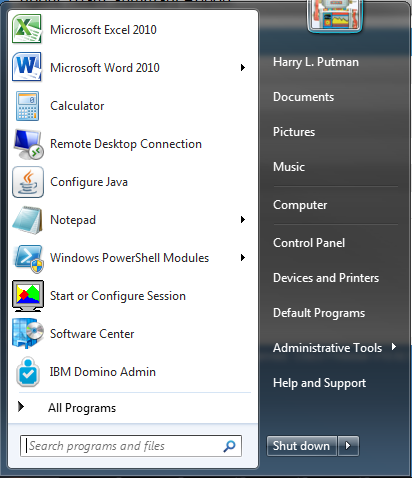 Microsoft Excel 2010
Microsoft Word 2010
Calculator
Remote Desktop Connection
Configure Java
Notepad
Windows PowerShell Modules
Start or Configure Session
Software Center
IBM Domino Admin
All Programs
Search programs and files
Harry L. Putman
Documents
Pictures
Music
Computer
Control Panel
Devices and Printers
Default Programs
Administrative Tools
Help and Support
Shut down